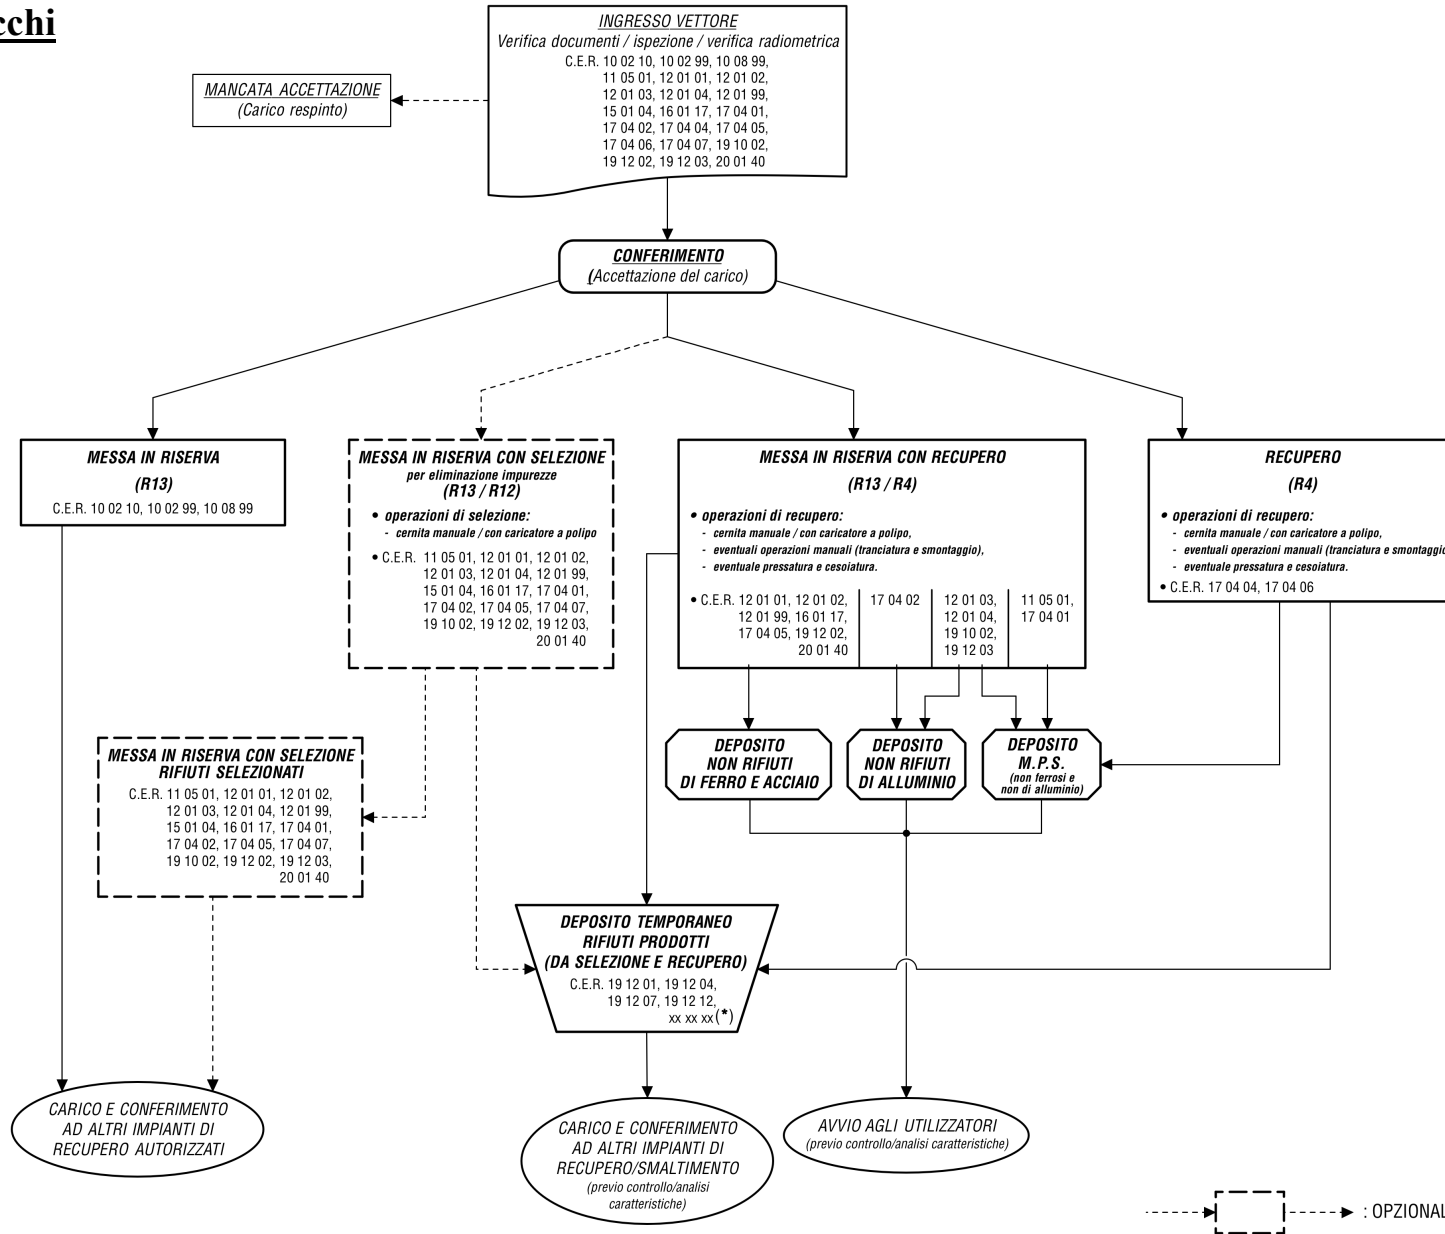 INGRESSO VETTORE
Verifica documenti / ispezione / verifica radiometrica
C.E.R. 10 02 10, 10 02 99, 10 08 99,
11 05 01, 12 01 01, 12 01 02,
12 01 03, 12 01 04, 12 01 99,
15 01 04, 16 01 17, 17 04 01,
17 04 02, 17 04 04, 17 04 05,
17 04 06, 17 04 07, 19 10 02,
19 12 02, 19 12 03, 20 01 40
MANCATA ACCETTAZIONE
(Carico respinto)
CONFERIMENTO
(Accettazione del carico)
MESSA IN RISERVA
(R13)
C.E.R. 10 02 10, 10 02 99, 10 08 99
MESSA IN RISERVA CON SELEZIONE
per eliminazione impurezze
(R13 / R12)
• operazioni di selezione:
- cernita manuale / con caricatore a polipo
• C.E.R. 11 05 01, 12 01 01, 12 01 02,
12 01 03, 12 01 04, 12 01 99,
15 01 04, 16 01 17, 17 04 01,
17 04 02, 17 04 05, 17 04 07,
19 10 02, 19 12 02, 19 12 03,
20 01 40
MESSA IN RISERVA CON RECUPERO
(R13 / R4)
• operazioni di recupero:
- cernita manuale / con caricatore a polipo,
- eventuali operazioni manuali (tranciatura e smontaggio),
- eventuale pressatura e cesoiatura.
• C.E.R. 12 01 01, 12 01 02,
12 01 99, 16 01 17,
17 04 05, 19 12 02,
20 01 40
17 04 02
12 01 03,
12 01 04,
19 10 02,
19 12 03
11 05 01,
17 04 01
RECUPERO
(R4)
• operazioni di recupero:
- cernita manuale / con caricatore a polipo,
- eventuali operazioni manuali (tranciatura e smontaggio
- eventuale pressatura e cesoiatura.
• C.E.R. 17 04 04, 17 04 06
MESSA IN RISERVA CON SELEZIONE
RIFIUTI SELEZIONATI
C.E.R. 11 05 01, 12 01 01, 12 01 02,
12 01 03, 12 01 04, 12 01 99,
15 01 04, 16 01 17, 17 04 01,
17 04 02, 17 04 05, 17 04 07,
19 10 02, 19 12 02, 19 12 03,
20 01 40
DEPOSITO
NON RIFIUTI
DI FERRO E ACCIAIO
DEPOSITO
NON RIFIUTI
DI ALLUMINIO
DEPOSITO
M.P.S.
(non ferrosi e
non di alluminio)
DEPOSITO TEMPORANEO
RIFIUTI PRODOTTI
(DA SELEZIONE E RECUPERO)
C.E.R. 19 12 01, 19 12 04,
19 12 07, 19 12 12,
xx xx xx (*)
CARICO E CONFERIMENTO
AD ALTRI IMPIANTI DI
RECUPERO AUTORIZZATI
CARICO E CONFERIMENTO
AD ALTRI IMPIANTI DI
RECUPERO/SMALTIMENTO
(previo controllo/analisi
caratteristiche)
AVVIO AGLI UTILIZZATORI
(previo controllo/analisi caratteristiche)
: OPZIONAL